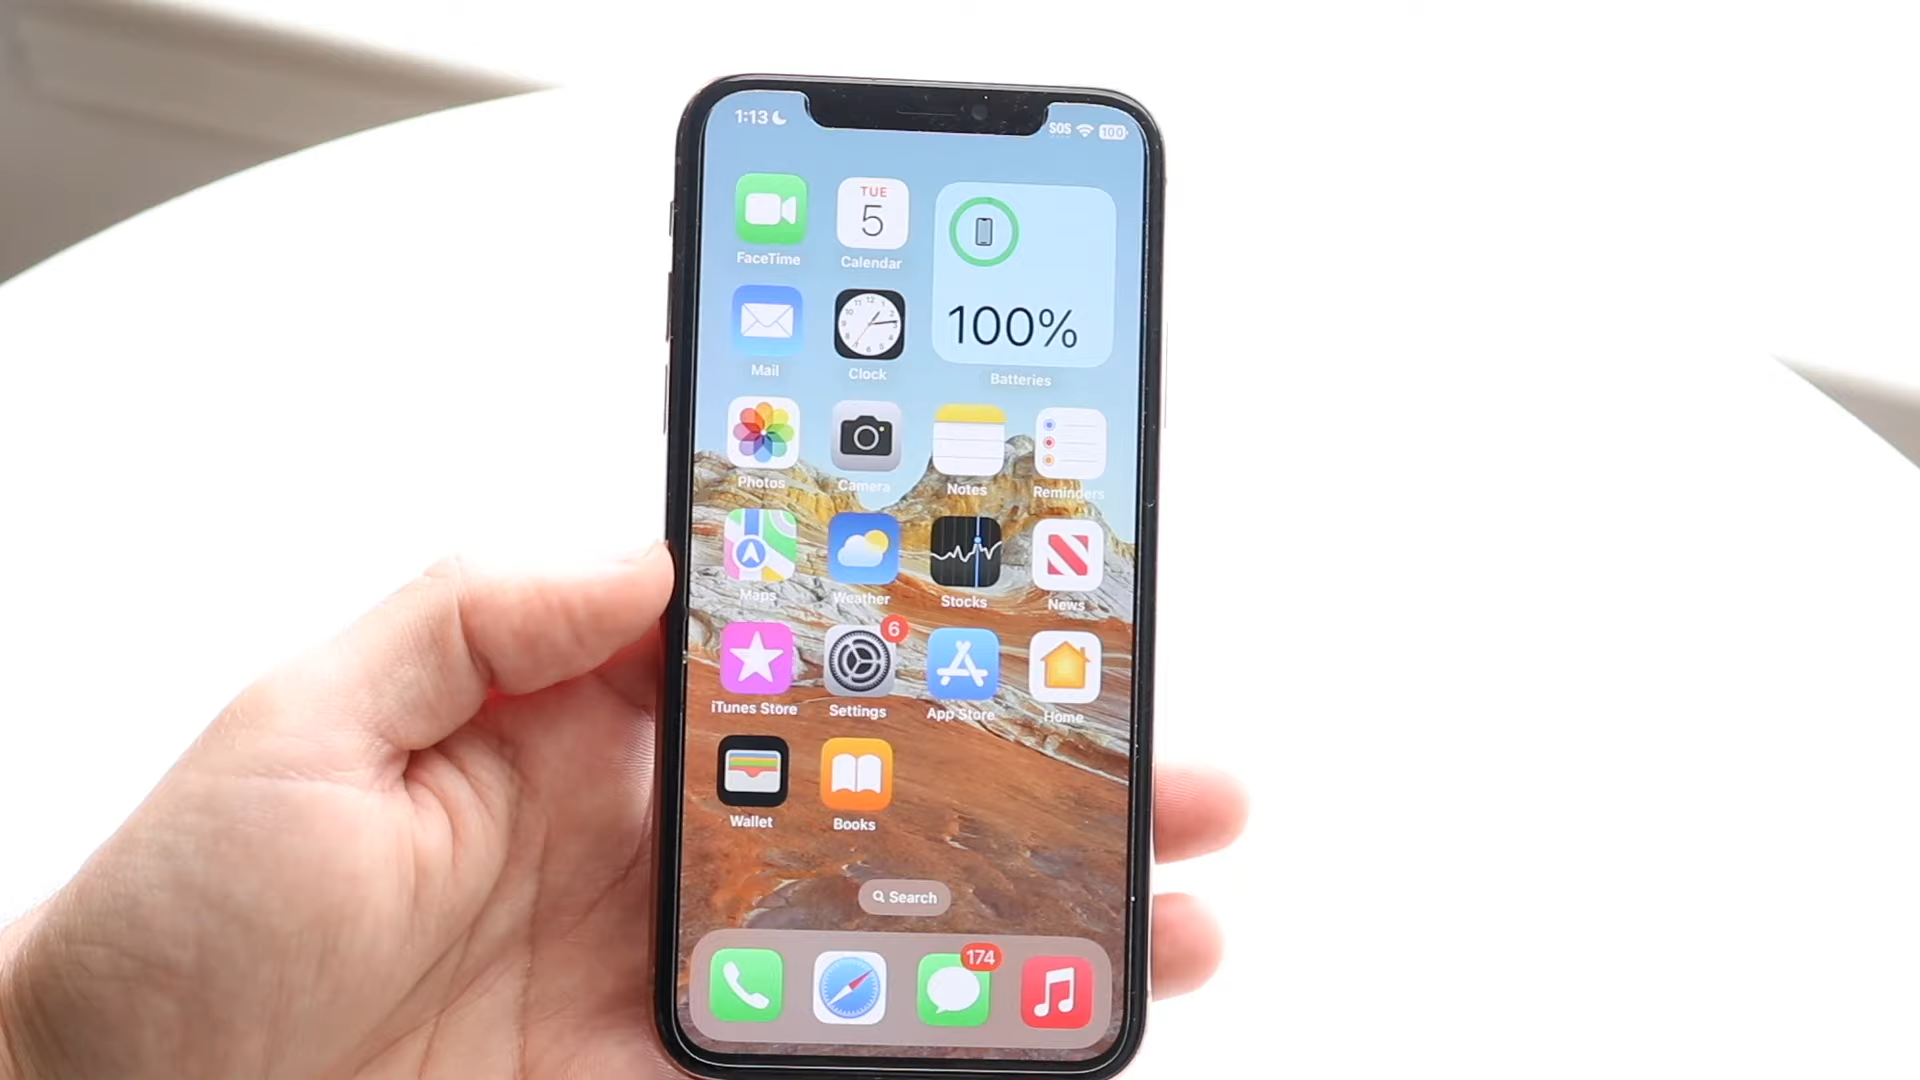 1:13
SOS 100
TUE
5
FaceTime Calendar
100%
Mail Clock Batteries
Photos Camera Notes Reminders
Maps Weather Stocks News
6
iTunes Store Settings App Store Home
Wallet Books
Search
174